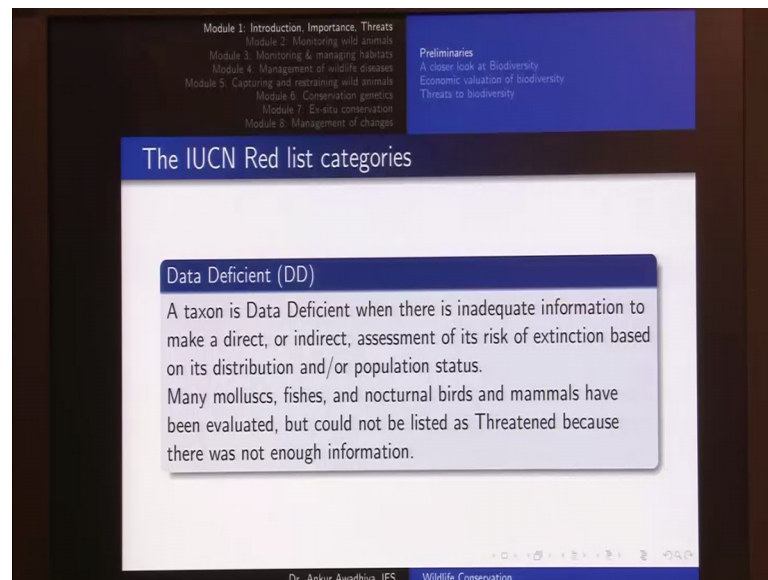 Module 1: Introduction, Importance, Threats
Module 2: Monitoring wild animals
Module 3: Monitoring & managing habitats
Module 4: Management of wildlife diseases
Module 5: Capturing and restraining wild animals
Module 6: Conservation genetics
Module 7: Ex-situ conservation
Module 8: Management of changes
Preliminaries
A closer look at Biodiversity
Economic valuation of biodiversity
Threats to biodiversity
The IUCN Red list categories
Data Deficient (DD)
A taxon is Data Deficient when there is inadequate information to
make a direct, or indirect, assessment of its risk of extinction based
on its distribution and/or population status.
Many molluscs, fishes, and nocturnal birds and mammals have
been evaluated, but could not be listed as Threatened because
there was not enough information.
Dr. Ankur Awadhiya, IFS
Wildlife Conservation